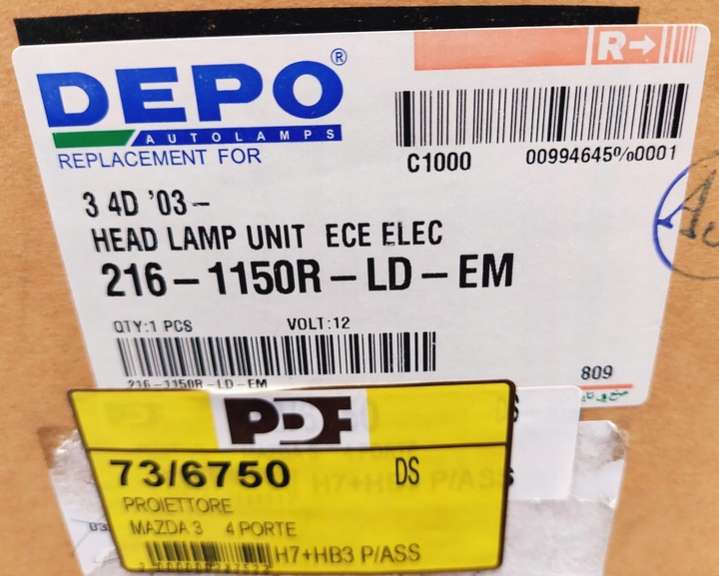 DEPO®
AUTOLAMPS
REPLACEMENT FOR
R→
C1000 00994645%0001
3 4D '03-
HEAD LAMP UNIT ECE ELEC
216-1150R-LD-EM
QTY:1 PCS VOLT:12
216-1150R-LD-EM
809
PDF
73/6750 DS
PROIETTORE
MAZDA 3 4 PORTE
H7+HB3 P/ASS